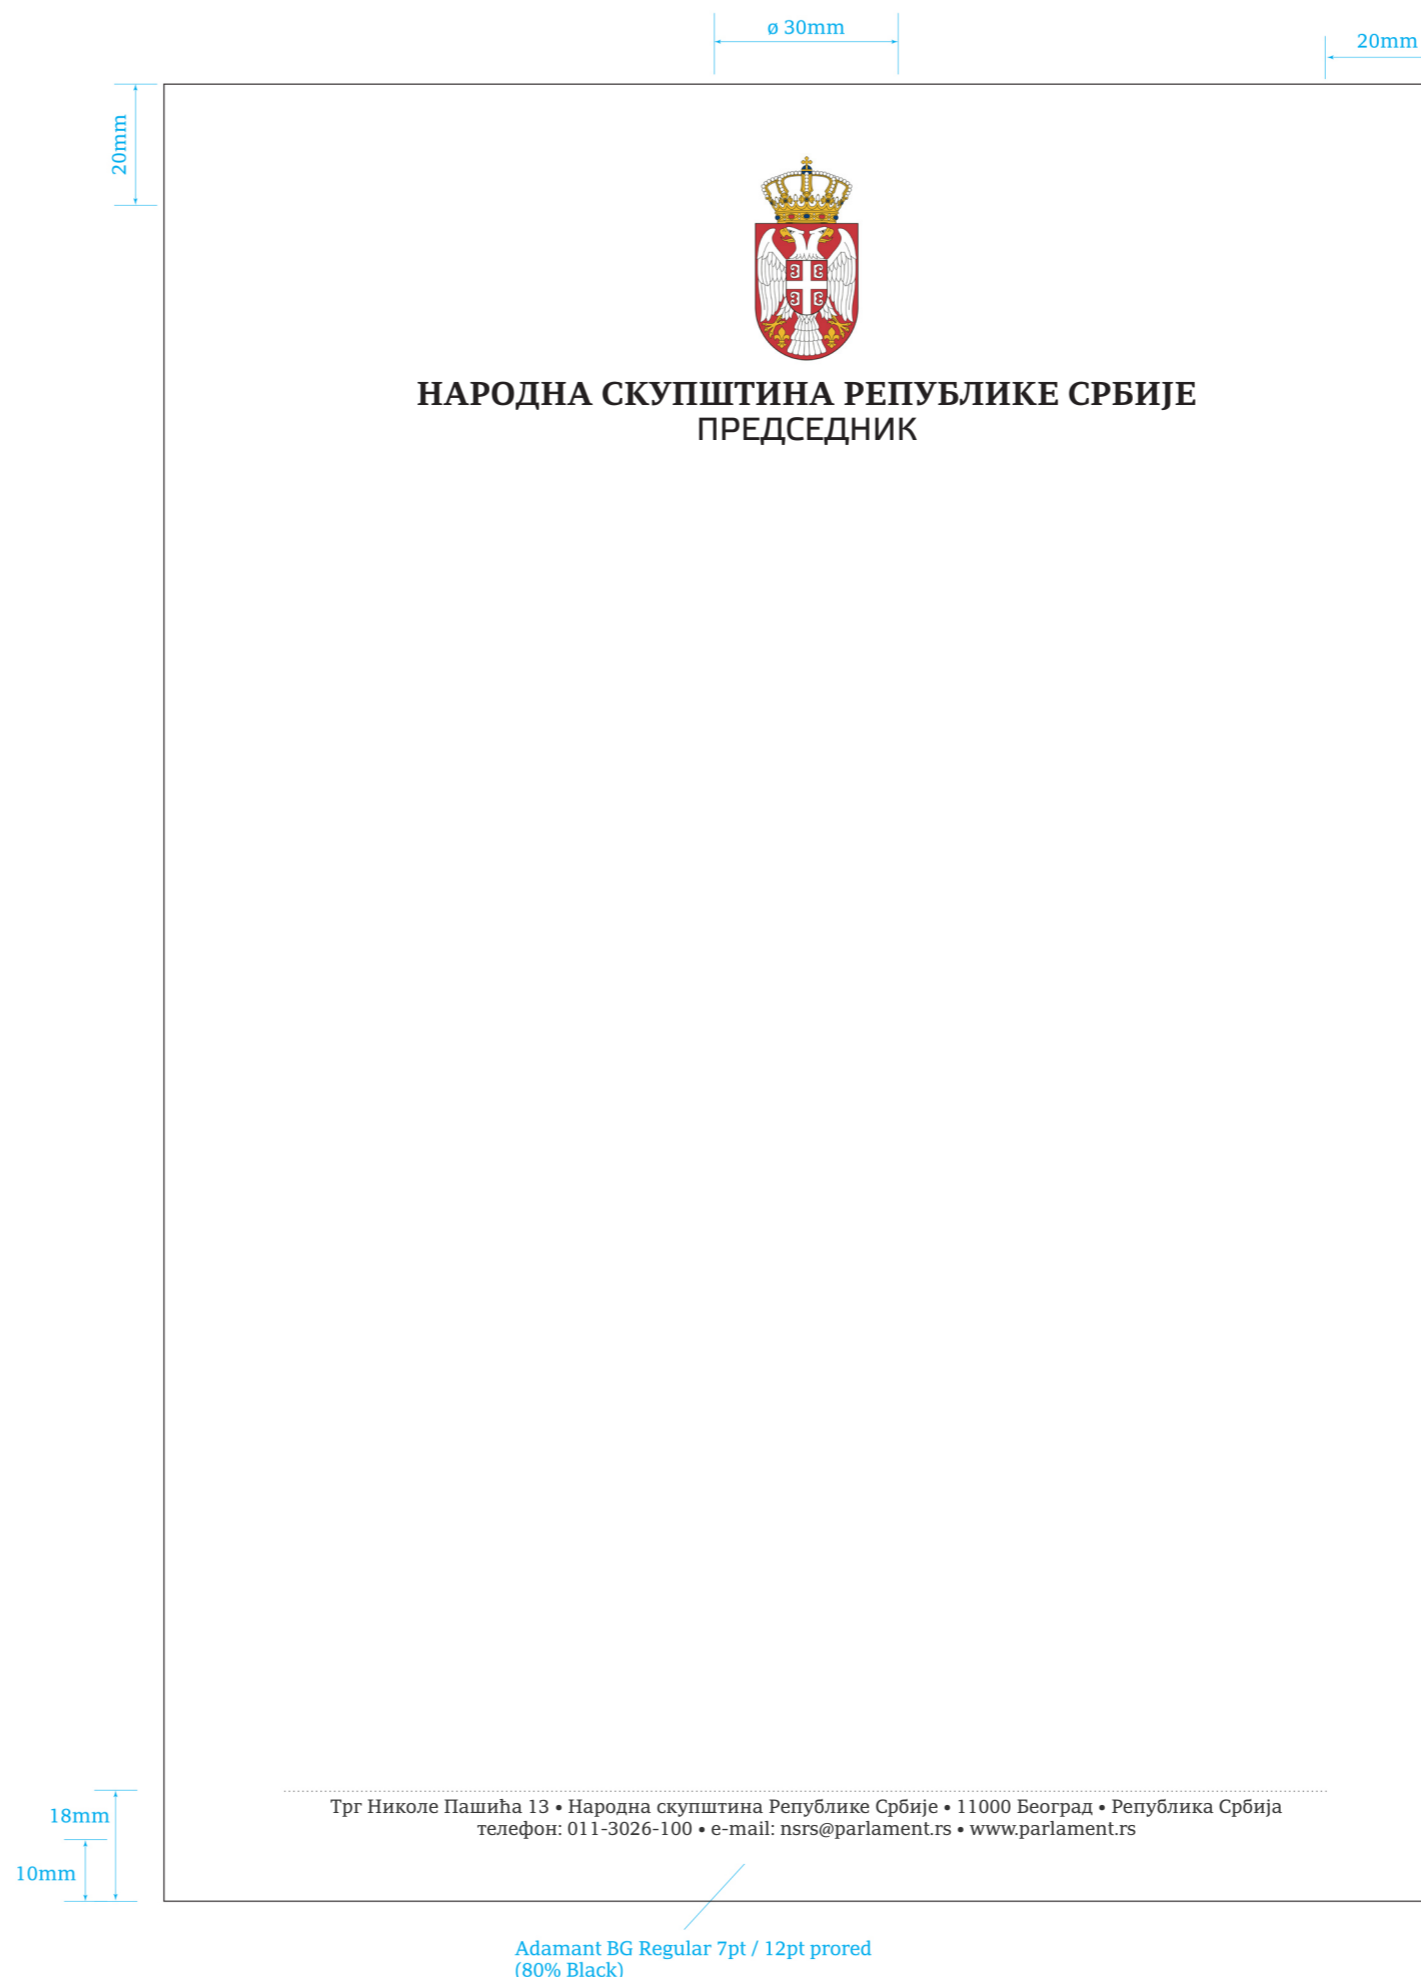 ø 30mm
20mm
20mm
НАРОДНА СКУПШТИНА РЕПУБЛИКЕ СРБИЈЕ
ПРЕДСЕДНИК
Трг Николе Пашића 13 • Народна скупштина Републике Србије • 11000 Београд • Република Србија
телефон: 011-3026-100 • e-mail: nsrs@parlament.rs • www.parlament.rs
18mm
10mm
Adamant BG Regular 7pt / 12pt prored
(80% Black)